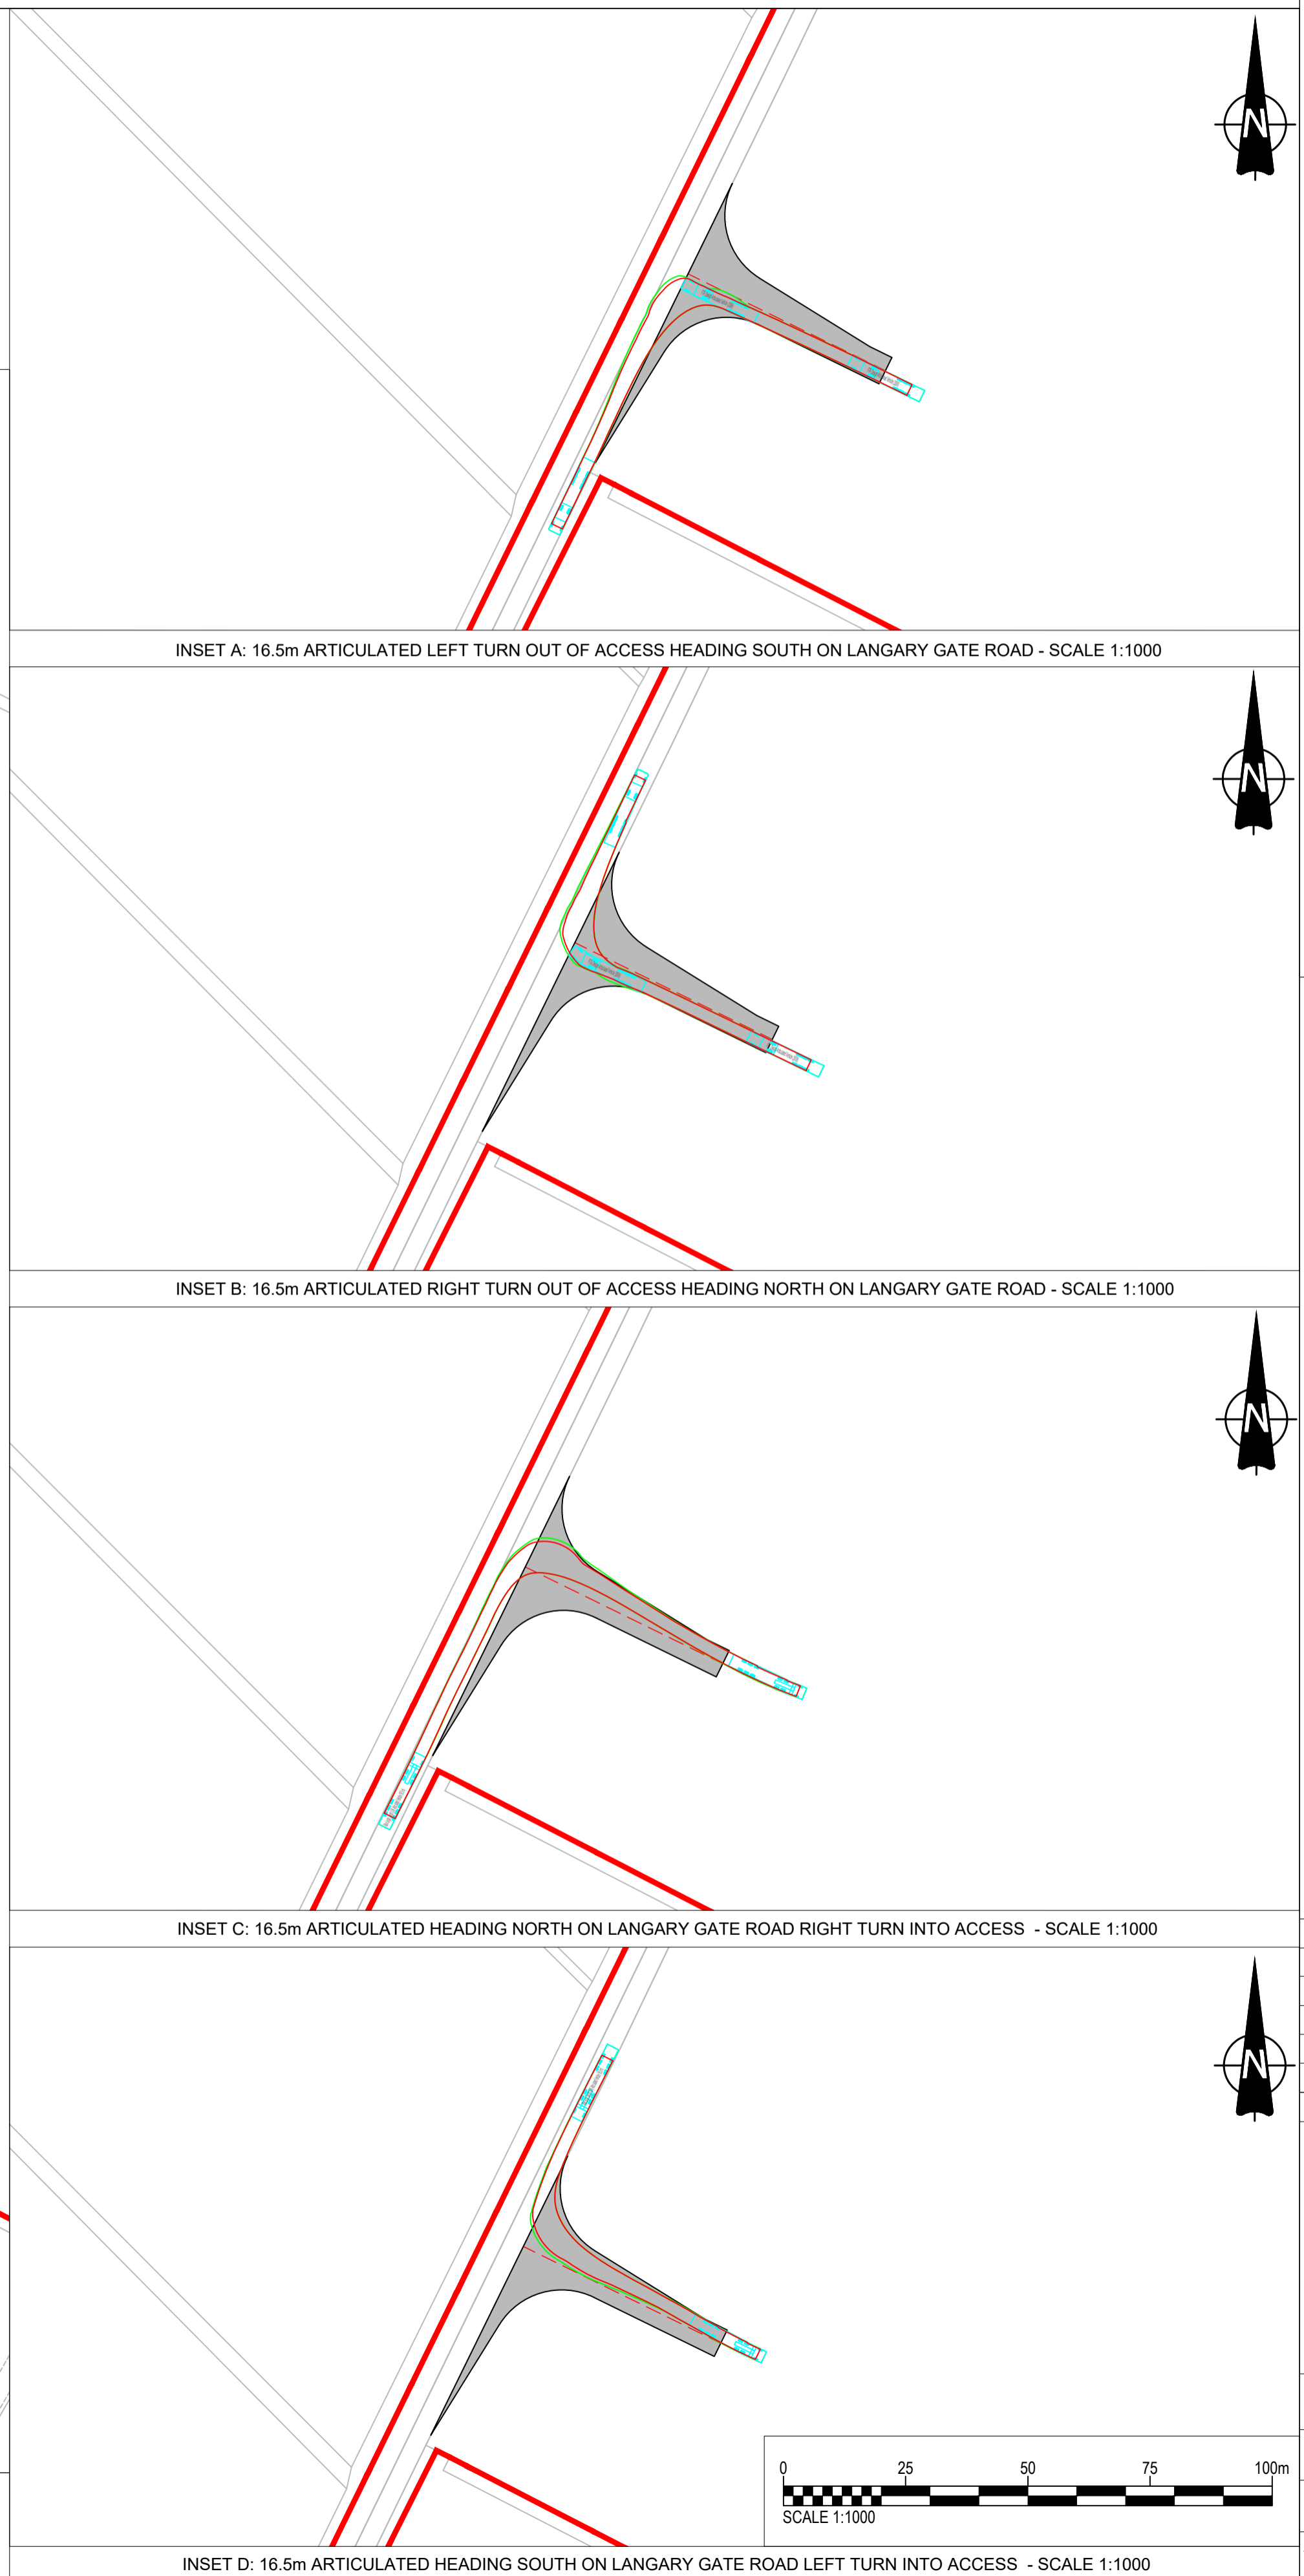 N
INSET A: 16.5m ARTICULATED LEFT TURN OUT OF ACCESS HEADING SOUTH ON LANGARY GATE ROAD - SCALE 1:1000
N
INSET B: 16.5m ARTICULATED RIGHT TURN OUT OF ACCESS HEADING NORTH ON LANGARY GATE ROAD - SCALE 1:1000
N
INSET C: 16.5m ARTICULATED HEADING NORTH ON LANGARY GATE ROAD RIGHT TURN INTO ACCESS - SCALE 1:1000
N
0 25 50 75 100m
SCALE 1:1000
INSET D: 16.5m ARTICULATED HEADING SOUTH ON LANGARY GATE ROAD LEFT TURN INTO ACCESS - SCALE 1:1000